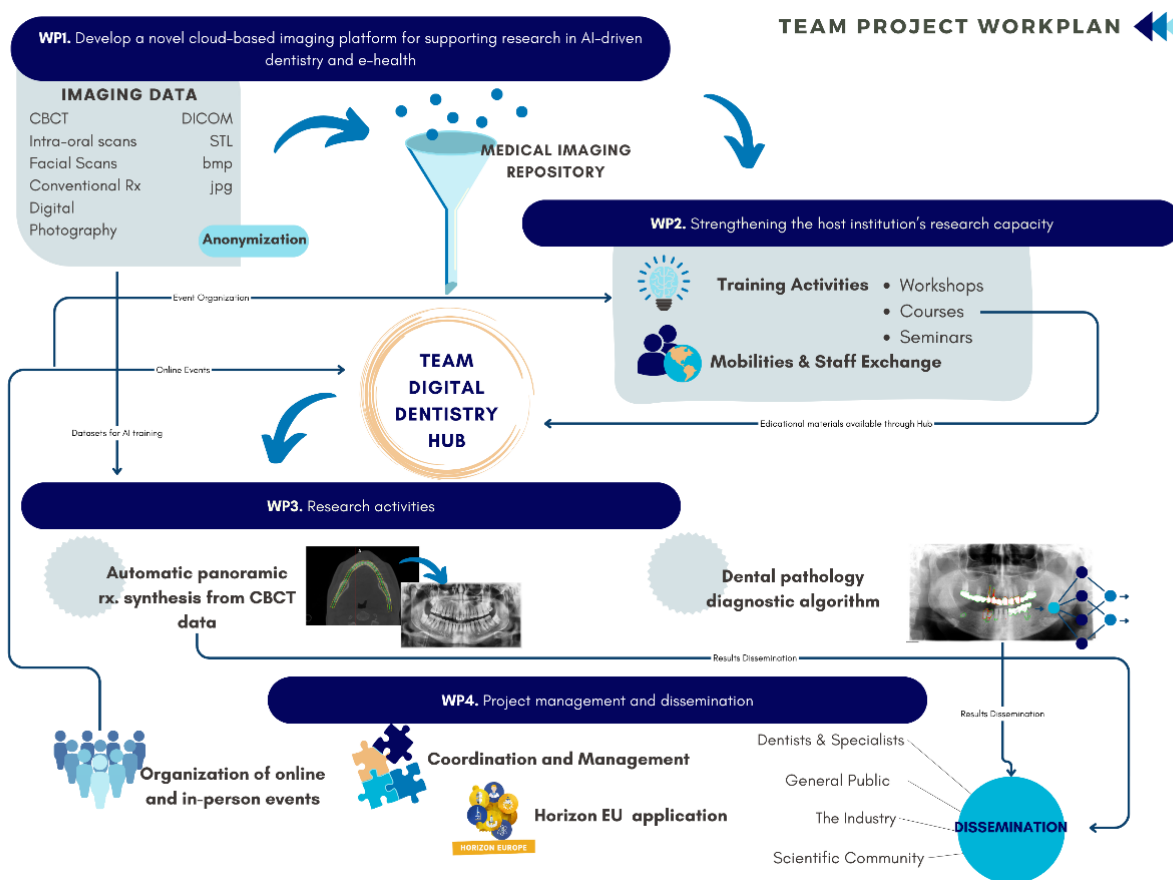 TEAM PROJECT WORKPLAN
WP1. Develop a novel cloud-based imaging platform for supporting research in AI-driven
dentistry and e-health
IMAGING DATA
CBCT DICOM
Intra-oral scans STL
Facial Scans bmp
Conventional Rx jpg
Digital
Photography
Anonymization
MEDICAL IMAGING
REPOSITORY
WP2. Strengthening the host institution's research capacity
Training Activities
• Workshops
• Courses
• Seminars
Mobilities & Staff Exchange
Event Organization
Online Events
TEAM
DIGITAL
DENTISTRY
HUB
Edicational materials available through Hub
Datasets for AI training
WP3. Research activities
Automatic panoramic
rx. synthesis from CBCT
data
Dental pathology
diagnostic algorithm
Results Dissemination
WP4. Project management and dissemination
Results Dissemination
Organization of online
and in-person events
Coordination and Management
Horizon EU application
HORIZON EUROPE
Dentists & Specialists
General Public
The Industry
Scientific Community
DISSEMINATION